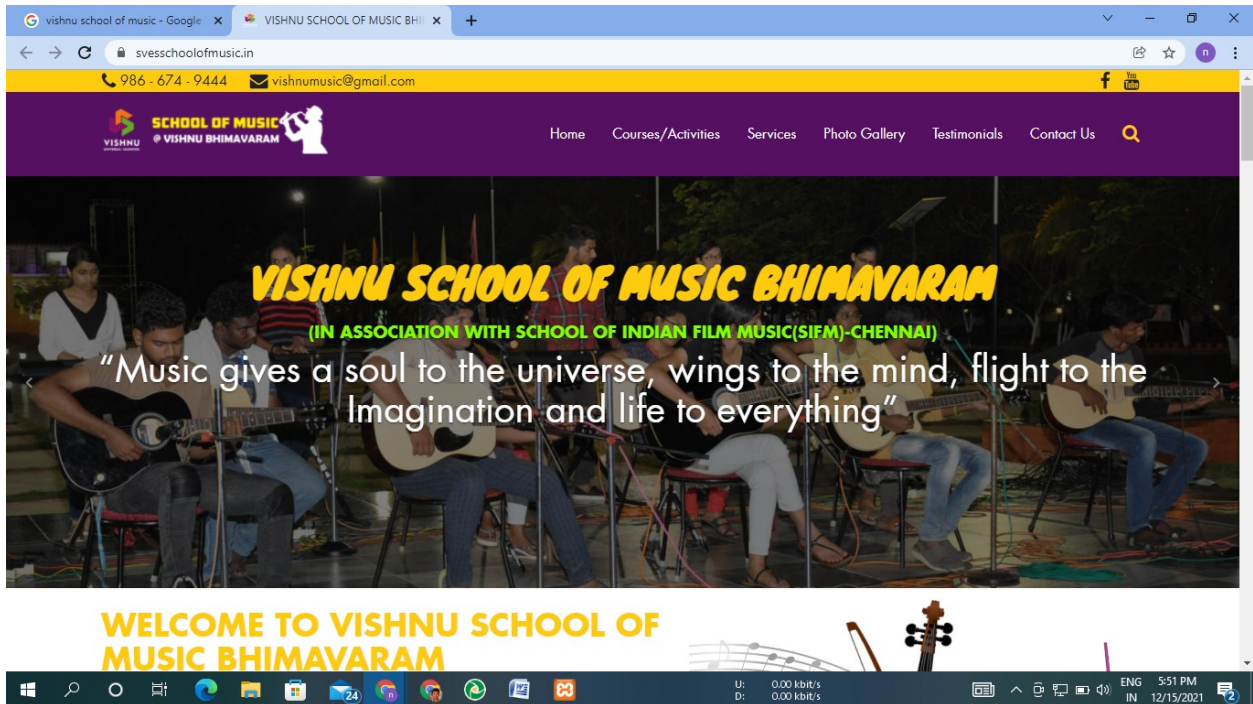 vishnu school of music - Google
VISHNU SCHOOL OF MUSIC BHI
svesschoolofmusic.in
n
986 - 674 - 9444
vishnumusic@gmail.com
You
Tube
VISHNU
SCHOOL OF MUSIC
@ VISHNU BHIMAVARAM
Home
Courses/Activities
Services
Photo Gallery
Testimonials
Contact Us
VISHNU SCHOOL OF MUSIC BHIMAVARAM
(IN ASSOCIATION WITH SCHOOL OF INDIAN FILM MUSIC(SIFM)-CHENNAI)
“Music gives a soul to the universe, wings to the mind, flight to the
Imagination and life to everything”
WELCOME TO VISHNU SCHOOL OF
MUSIC BHIMAVARAM
24
n
U: 0.00 kbit/s
D: 0.00 kbit/s
ENG
IN
5:51 PM
12/15/2021
2